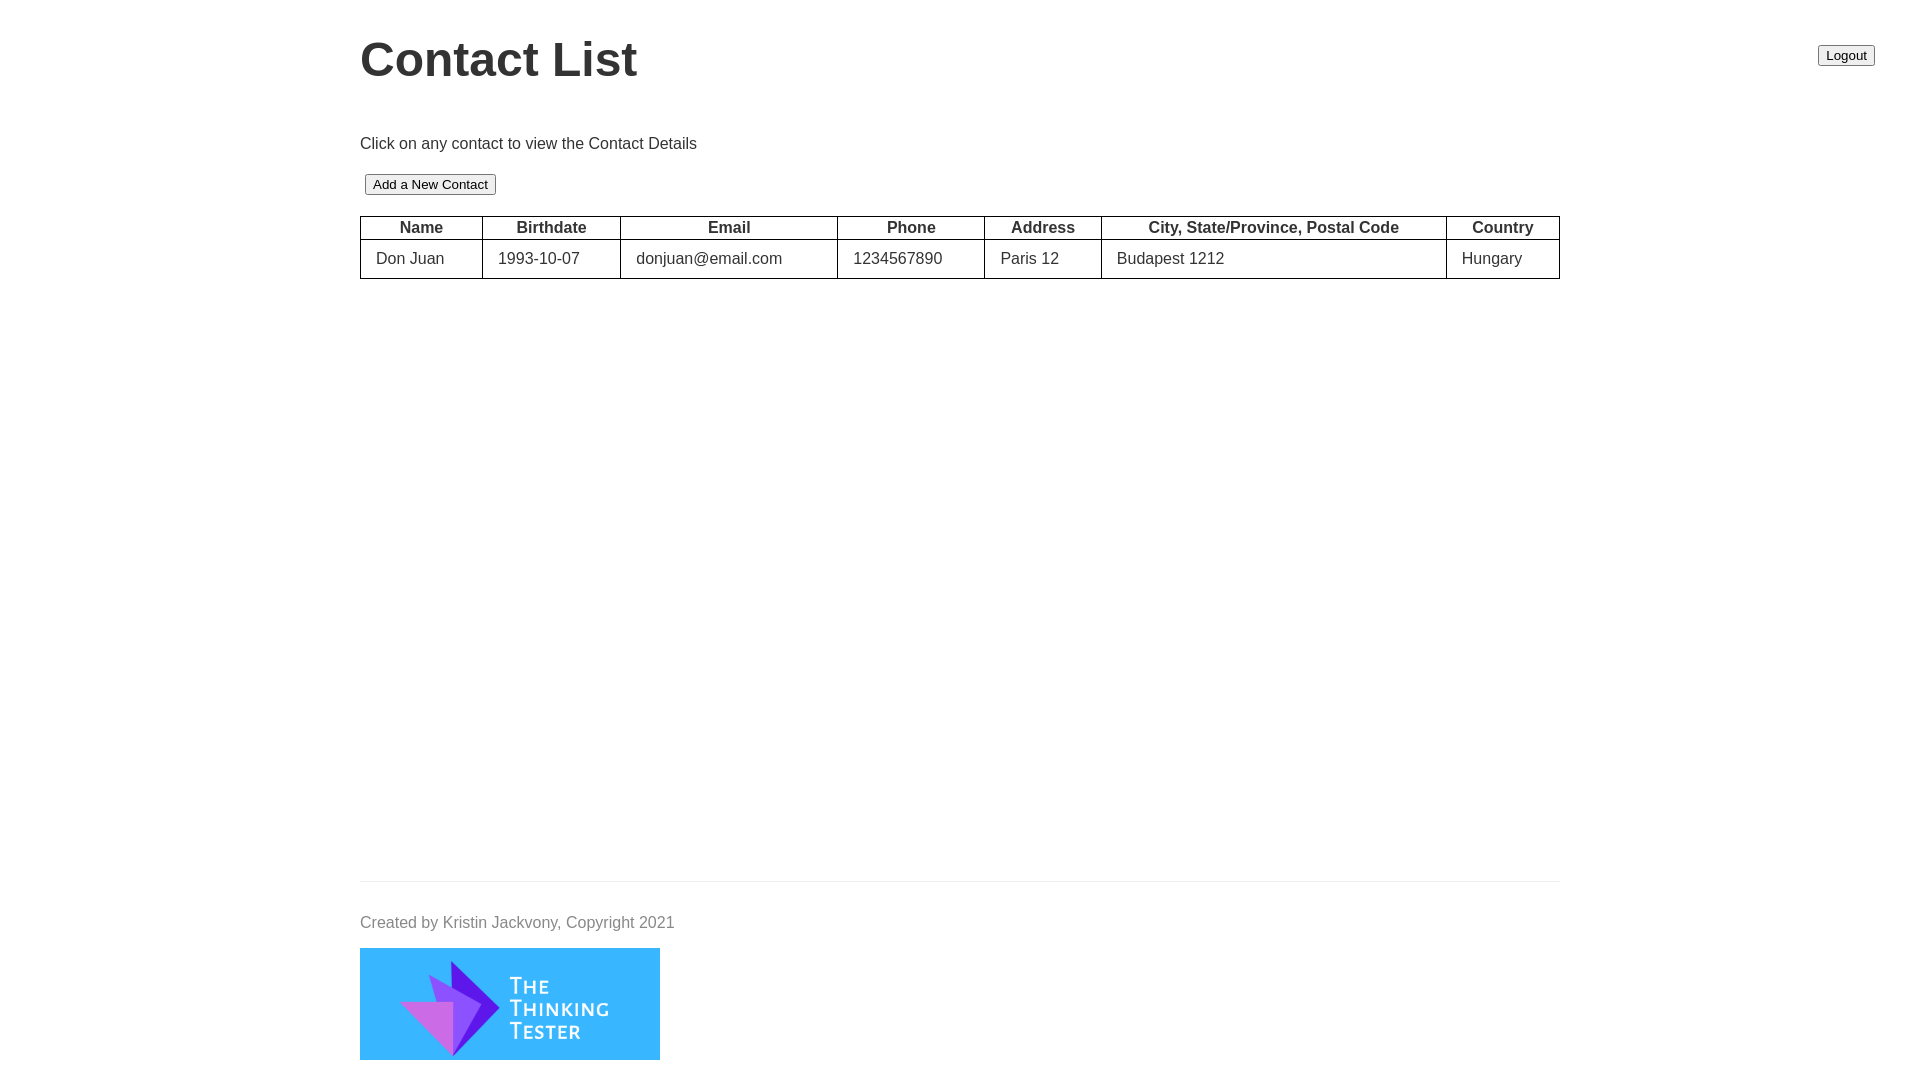 Contact List
Logout
Click on any contact to view the Contact Details
Add a New Contact
Name Birthdate Email Phone Address City, State/Province, Postal Code Country
Don Juan 1993-10-07 donjuan@email.com 1234567890 Paris 12 Budapest 1212 Hungary
Created by Kristin Jackvony, Copyright 2021
THE
THINKING
TESTER